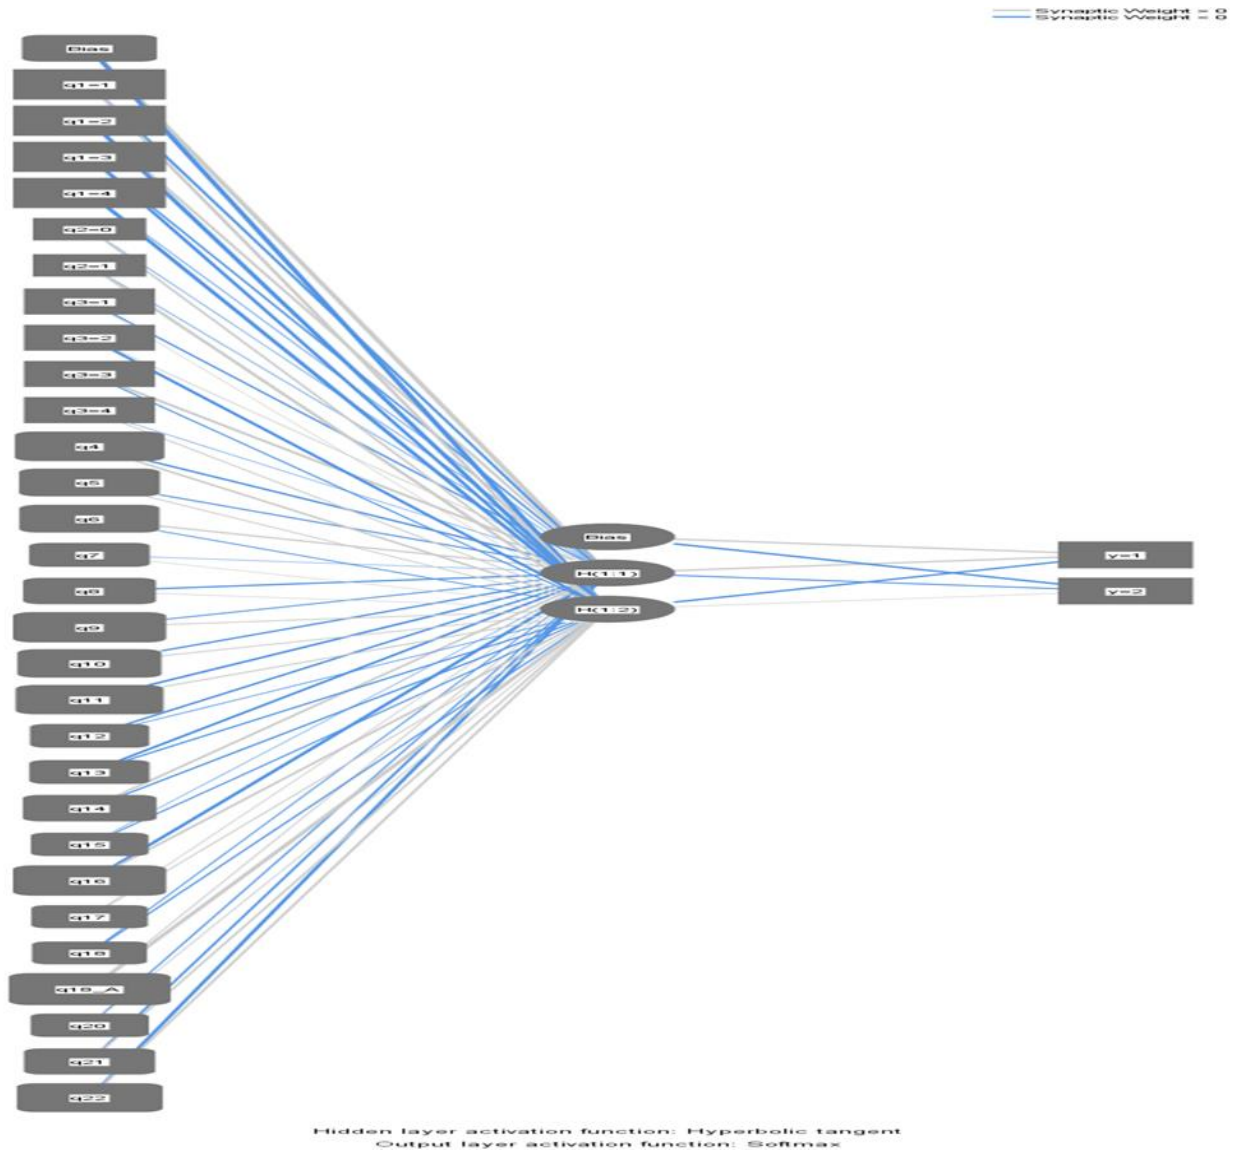 Synaptic Weight > 0
Synaptic Weight < 0
Bias
q1=1
q1=2
q1=3
q1=4
q2=0
q2=1
q3=1
q3=2
q3=3
q3=4
q4
q5
q6
q7
q8
q9
q10
q11
q12
q13
q14
q15
q16
q17
q18
q19_A
q20
q21
q22
Bias
H(1:1)
H(1:2)
y=1
y=2
Hidden layer activation function: Hyperbolic tangent
Output layer activation function: Softmax